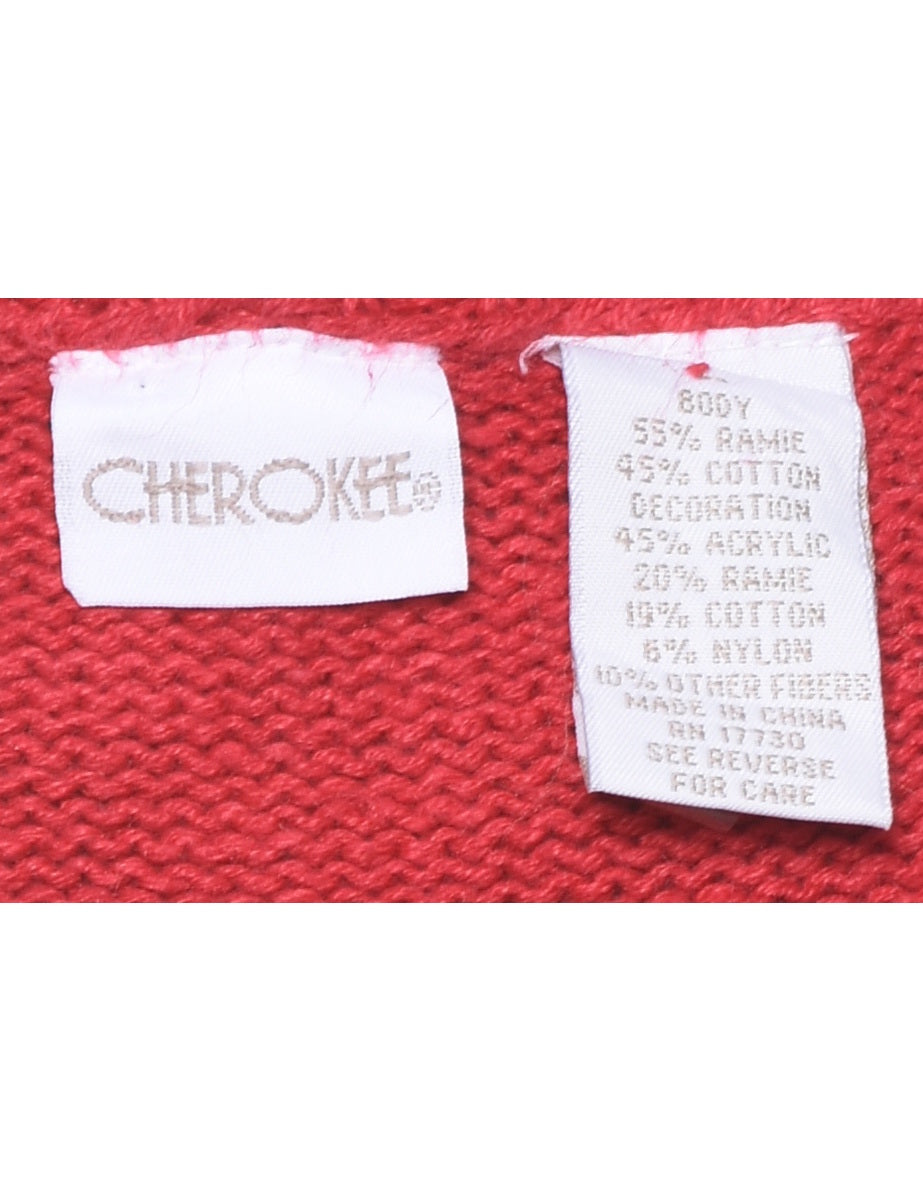 CHEROKEE®
BODY
55% RAMIE
45% COTTON
DECORATION
45% ACRYLIC
20% RAMIE
19% COTTON
6% NYLON
10% OTHER FIBERS
MADE IN CHINA
RN 17730
SEE REVERSE
FOR CARE